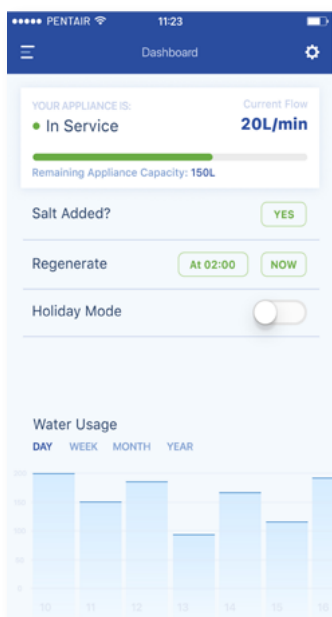 PENTAIR 11:23
Dashboard
YOUR APPLIANCE IS: Current Flow
In Service 20L/min
Remaining Appliance Capacity: 150L
Salt Added? YES
Regenerate At 02:00 NOW
Holiday Mode
Water Usage
DAY WEEK MONTH YEAR
100
50
0
10 11 12 13 14 15 16